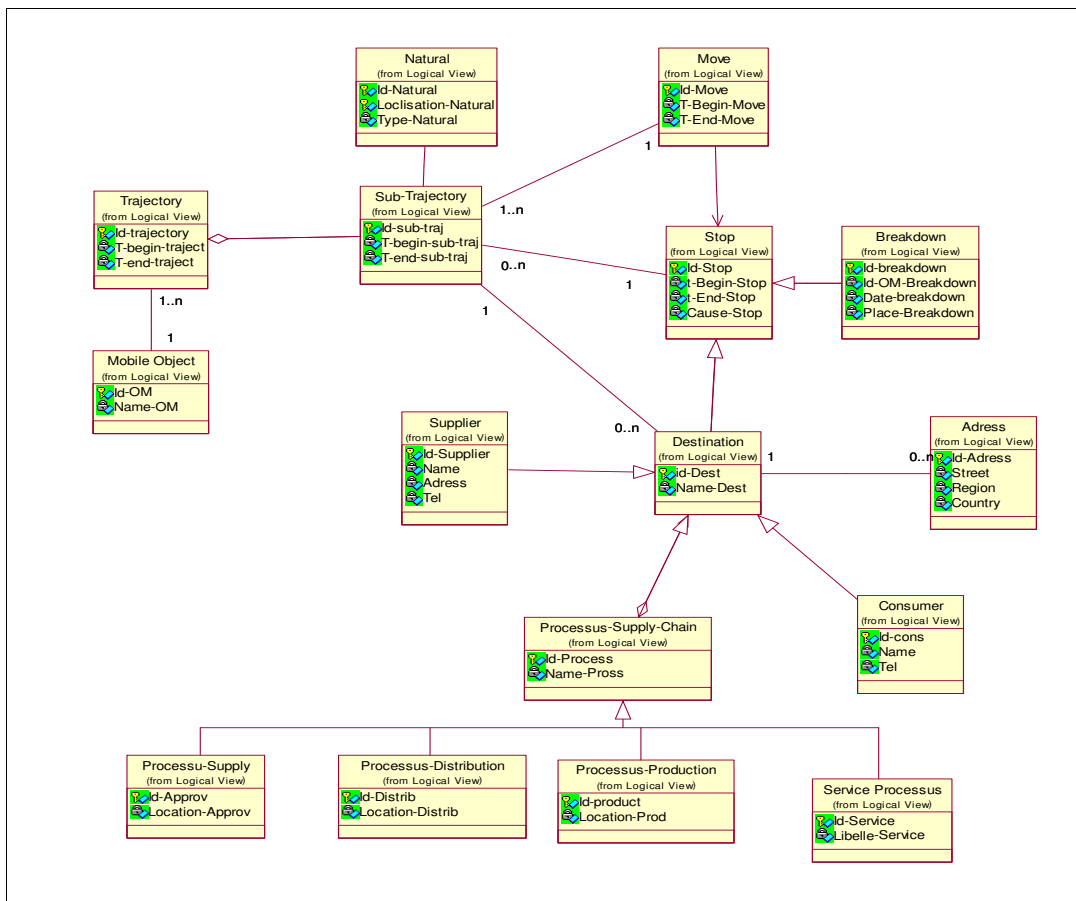 Natural
(from Logical View)
Id-Natural
Loclisation-Natural
Type-Natural
Move
(from Logical View)
Id-Move
T-Begin-Move
T-End-Move
1
1..n
Trajectory
(from Logical View)
Id-trajectory
T-begin-traject
T-end-traject
Sub-Trajectory
(from Logical View)
Id-sub-traj
T-begin-sub-traj
T-end-sub-traj
0..n
1
1
Stop
(from Logical View)
Id-Stop
t-Begin-Stop
t-End-Stop
Cause-Stop
Breakdown
(from Logical View)
Id-breakdown
Id-OM-Breakdown
Date-breakdown
Place-Breakdown
1..n
1
Mobile Object
(from Logical View)
Id-OM
Name-OM
Supplier
(from Logical View)
Id-Supplier
Name
Adress
Tel
0..n
Destination
(from Logical View)
id-Dest
Name-Dest
1
0..n
Adress
(from Logical View)
Id-Adress
Street
Region
Country
Processus-Supply-Chain
(from Logical View)
Id-Process
Name-Pross
Consumer
(from Logical View)
Id-cons
Name
Tel
Processu-Supply
(from Logical View)
Id-Approv
Location-Approv
Processus-Distribution
(from Logical View)
Id-Distrib
Location-Distrib
Processus-Production
(from Logical View)
Id-product
Location-Prod
Service Processus
(from Logical View)
Id-Service
Libelle-Service